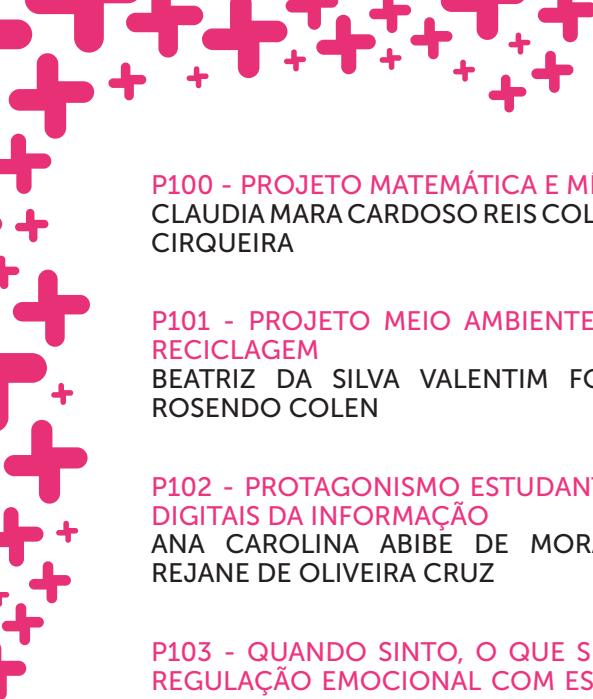 P100 - PROJETO MATEMÁTICA E
CLAUDIA MARA CARDOSO REIS
CIRQUEIRA
P101 - PROJETO MEIO AMBIENTE
RECICLAGEM
BEATRIZ DA SILVA VALENTIM
ROSENDO COLEN
P102 - PROTAGONISMO
DIGITAIS DA INFORMAÇÃO
ANA CAROLINA ABIBE DE
REJANE DE OLIVEIRA CRUZ
P103 - QUANDO SINTO, O QUE
REGULAÇÃO EMOCIONAL COM